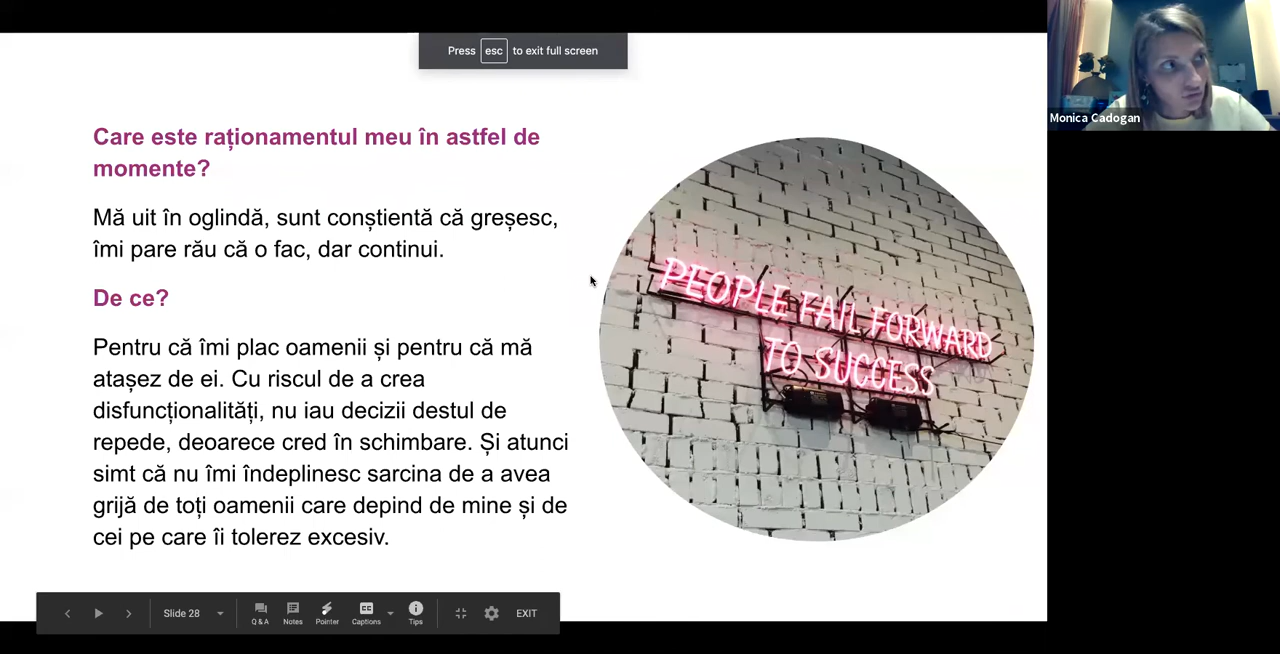 Press esc to exit full screen
Monica Cadogan
Care este raționamentul meu în astfel de
momente?
Mă uit în oglindă, sunt conștientă că greșesc,
îmi pare rău că o fac, dar continui.
De ce?
Pentru că îmi plac oamenii și pentru că mă
atașez de ei. Cu riscul de a crea
disfuncționalități, nu iau decizii destul de
repede, deoarece cred în schimbare. Și atunci
simt că nu îmi îndeplinesc sarcina de a avea
grijă de toți oamenii care depind de mine și de
cei pe care îi tolerez excesiv.
PEOPLE FAIL FORWARD
TO SUCCESS
Slide 28
Q & A
Notes
Pointer
CC
Captions
Tips
EXIT